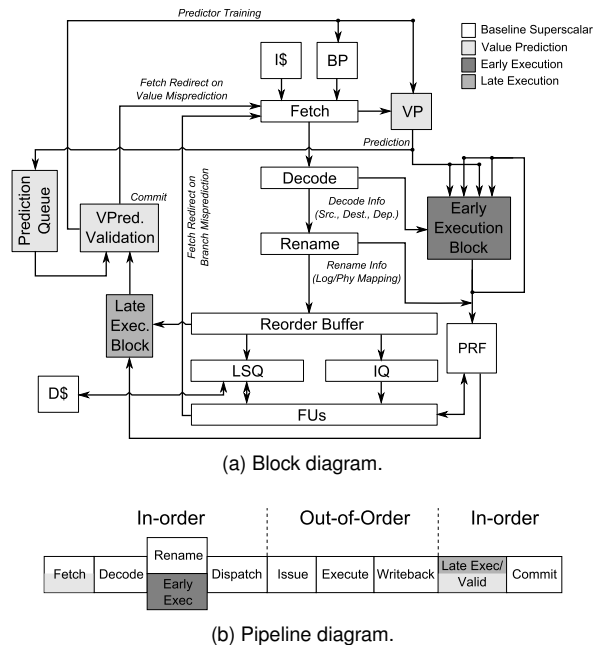 Predictor Training
Baseline Superscalar
Value Prediction
Early Execution
Late Execution
I$
BP
Fetch Redirect on
Value Misprediction
Fetch
VP
Prediction
Prediction
Queue
Commit
VPred.
Validation
Fetch Redirect on
Branch Misprediction
Decode
Decode Info
(Src., Dest., Dep.)
Early
Execution
Block
Rename
Rename Info
(Log/Phy Mapping)
Late
Exec.
Block
Reorder Buffer
PRF
LSQ
IQ
D$
FUs
(a) Block diagram.
In-order
Out-of-Order
In-order
Fetch
Decode
Rename
Early
Exec
Dispatch
Issue
Execute
Writeback
Late Exec/
Valid
Commit
(b) Pipeline diagram.